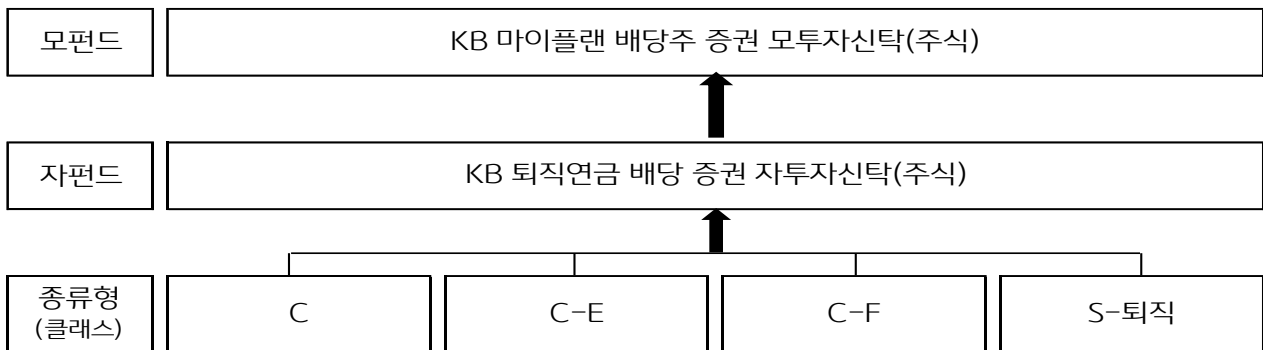 모펀드
KB 마이플랜 배당주 증권 모투자신탁(주식)
자펀드
KB 퇴직연금 배당 증권 자투자신탁(주식)
종류형
(클래스)
C
C-E
C-F
S-퇴직